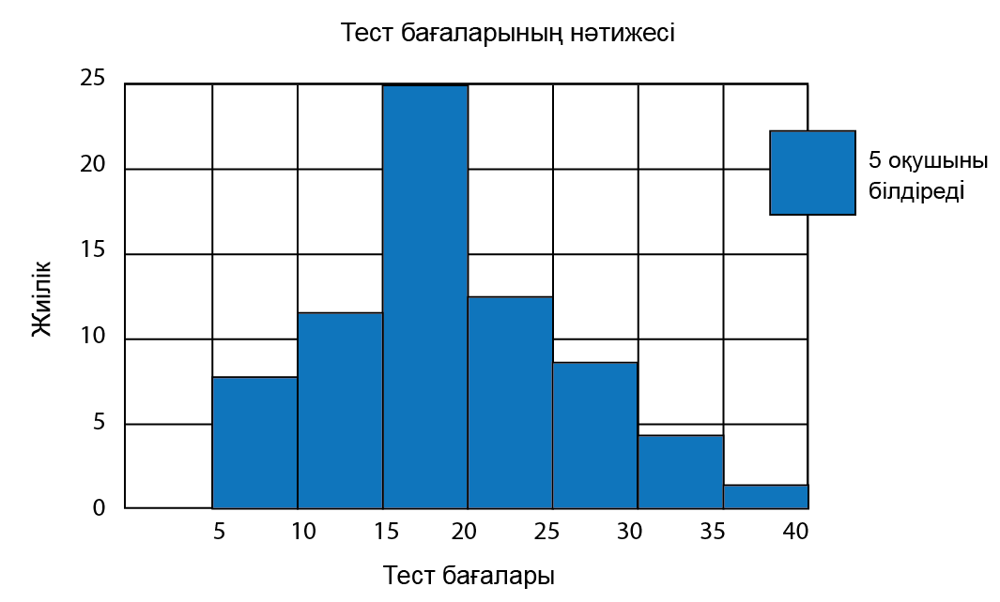 Тест бағаларының нәтижесі
25
20
15
10
5
0
Жиілік
5 оқушыны
білдіреді
5 10 15 20 25 30 35 40
Тест бағалары